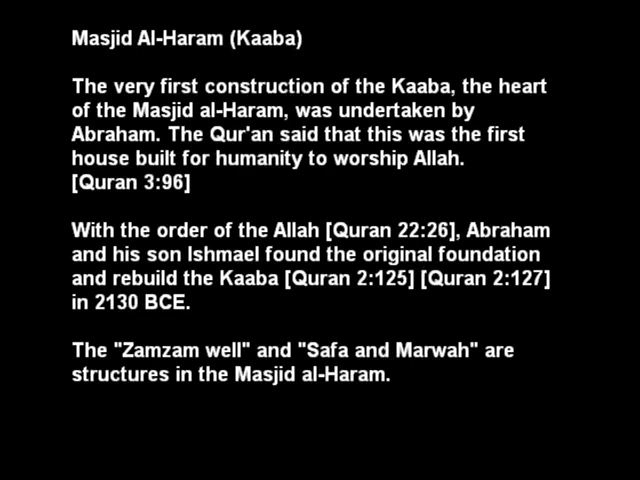 Masjid Al-Haram (Kaaba)
The very first construction of the Kaaba, the heart
of the Masjid al-Haram, was undertaken by
Abraham. The Qur'an said that this was the first
house built for humanity to worship Allah.
[Quran 3:96]
With the order of the Allah [Quran 22:26], Abraham
and his son Ishmael found the original foundation
and rebuild the Kaaba [Quran 2:125] [Quran 2:127]
in 2130 BCE.
The "Zamzam well" and "Safa and Marwah" are
structures in the Masjid al-Haram.